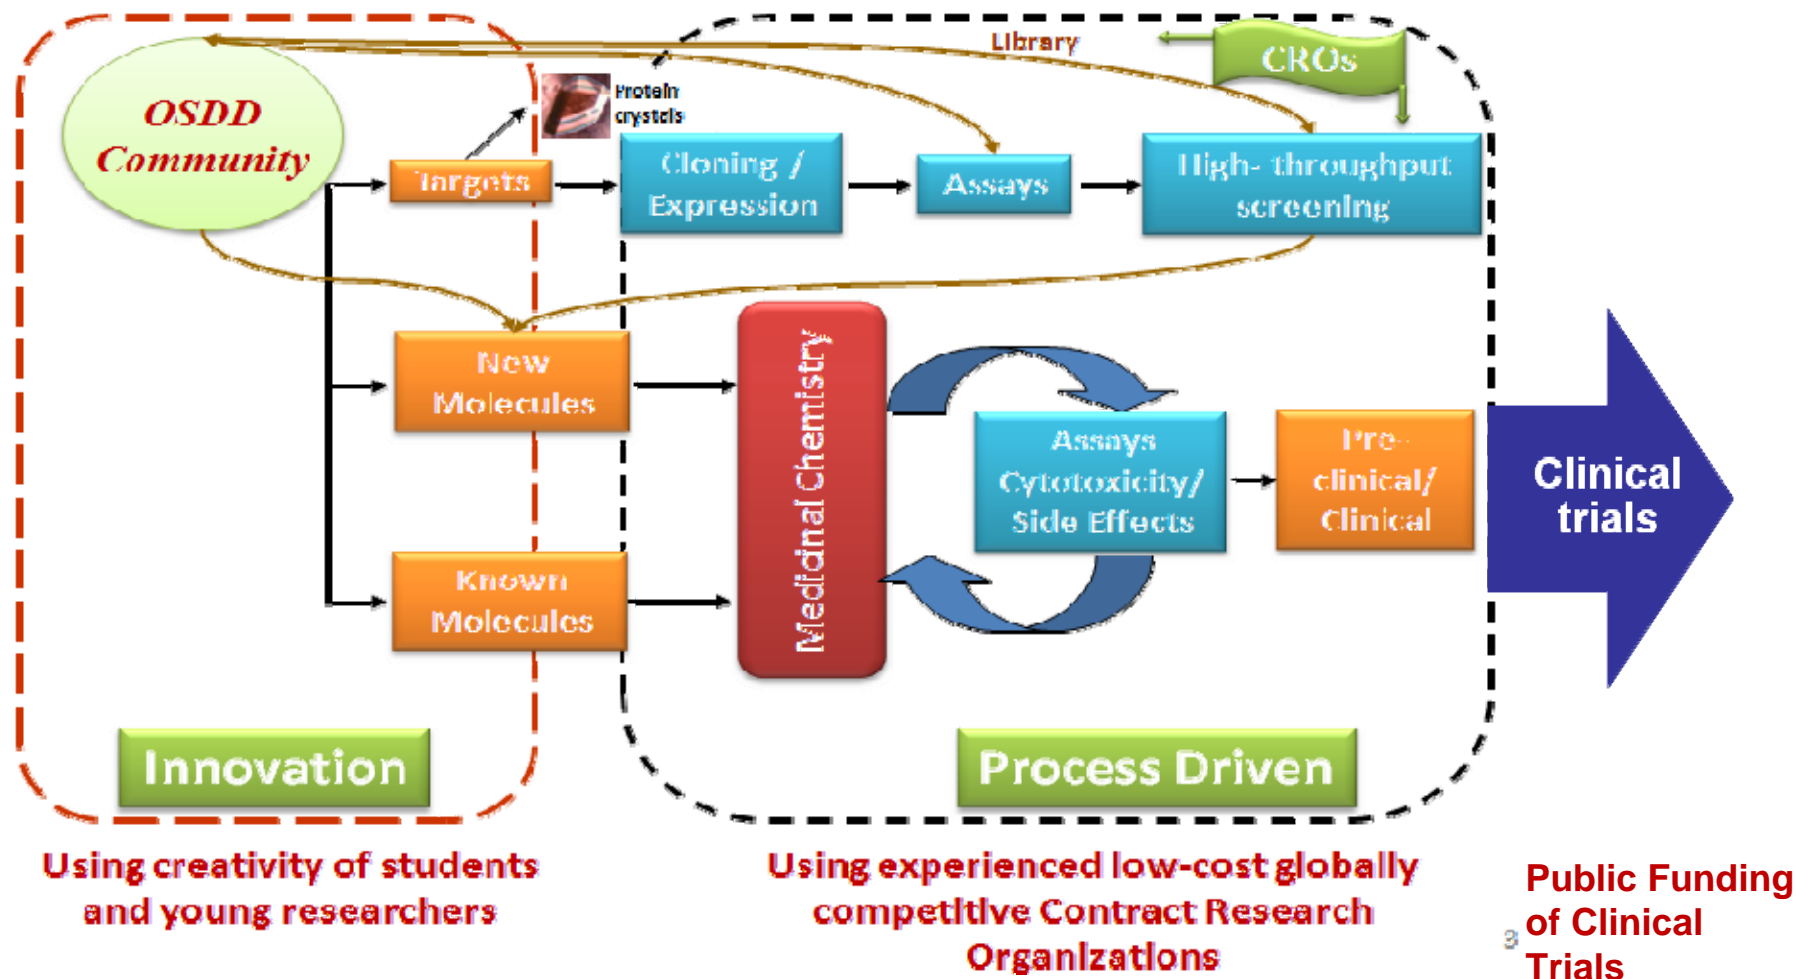 OSDD
Community
Library
CROs
Protein
crystals
Targets
Cloning /
Expression
Assays
High- throughput
screening
New
Molecules
Medicinal Chemistry
Assays
Cytotoxicity/
Side Effects
Pre-
clinical/
Clinical
Clinical
trials
Known
Molecules
Innovation
Process Driven
Using creativity of students
and young researchers
Using experienced low-cost globally
competitive Contract Research
Organizations
Public Funding
of Clinical
Trials